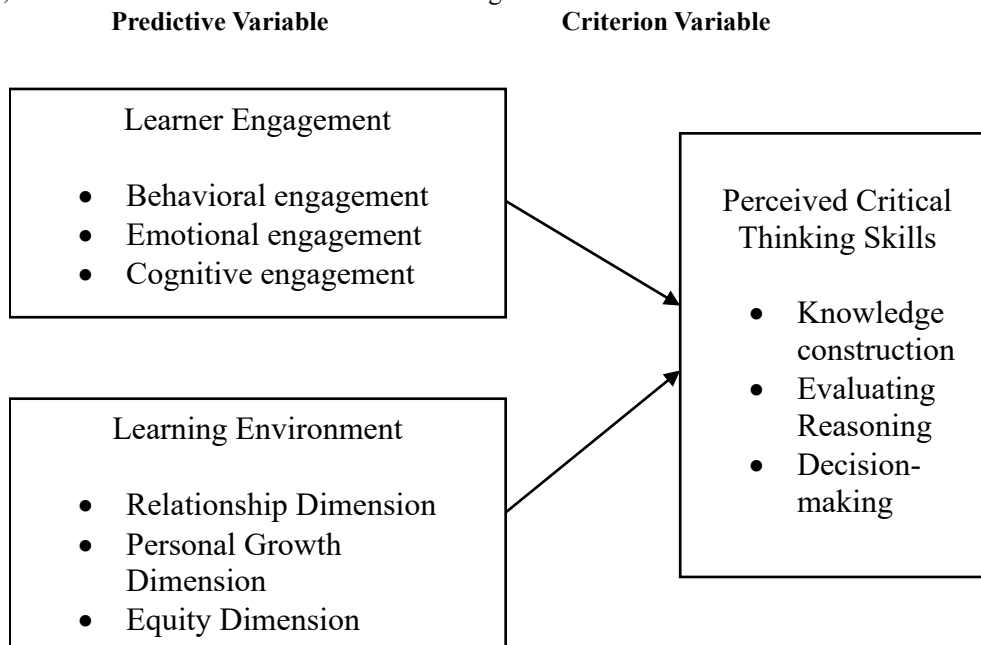 Predictive Variable
Criterion Variable
Learner Engagement
• Behavioral engagement
• Emotional engagement
• Cognitive engagement
Learning Environment
• Relationship Dimension
• Personal Growth
Dimension
• Equity Dimension
Perceived Critical
Thinking Skills
• Knowledge
construction
• Evaluating
Reasoning
• Decision-
making